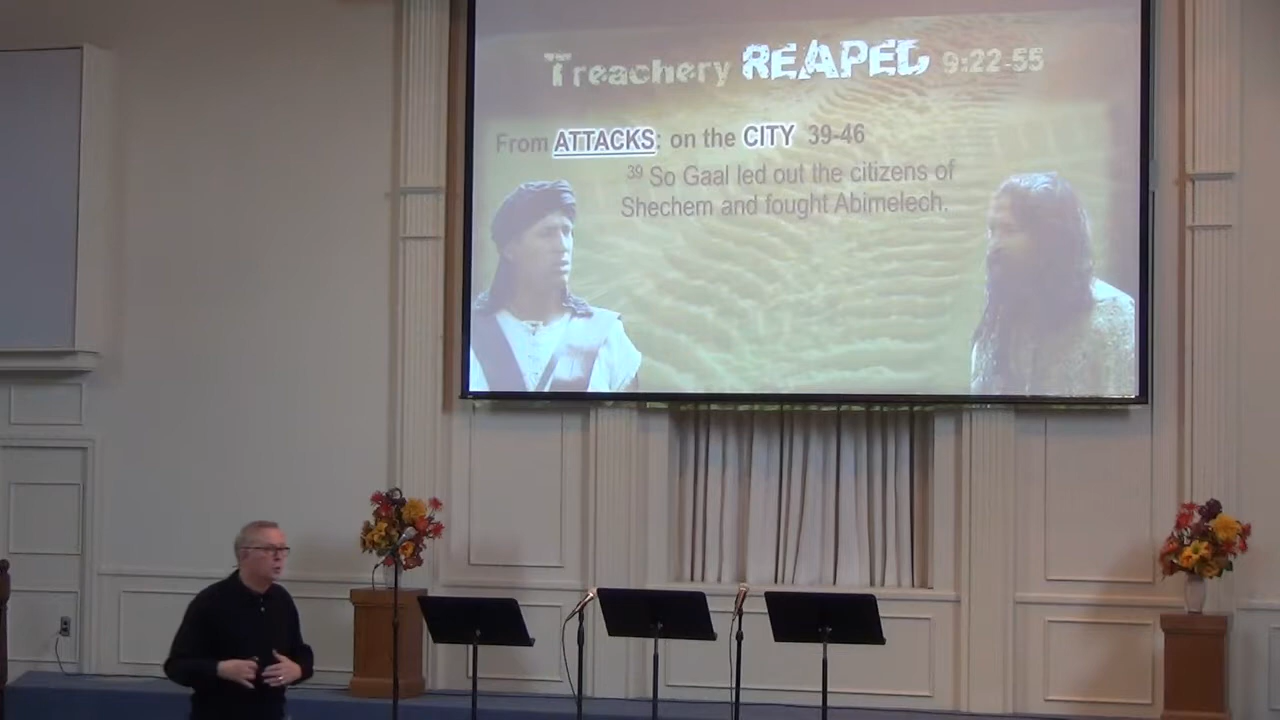 Treachery REAPED 9:22-55
From ATTACKS: on the CITY 39-46
39 So Gaal led out the citizens of
Shechem and fought Abimelech.